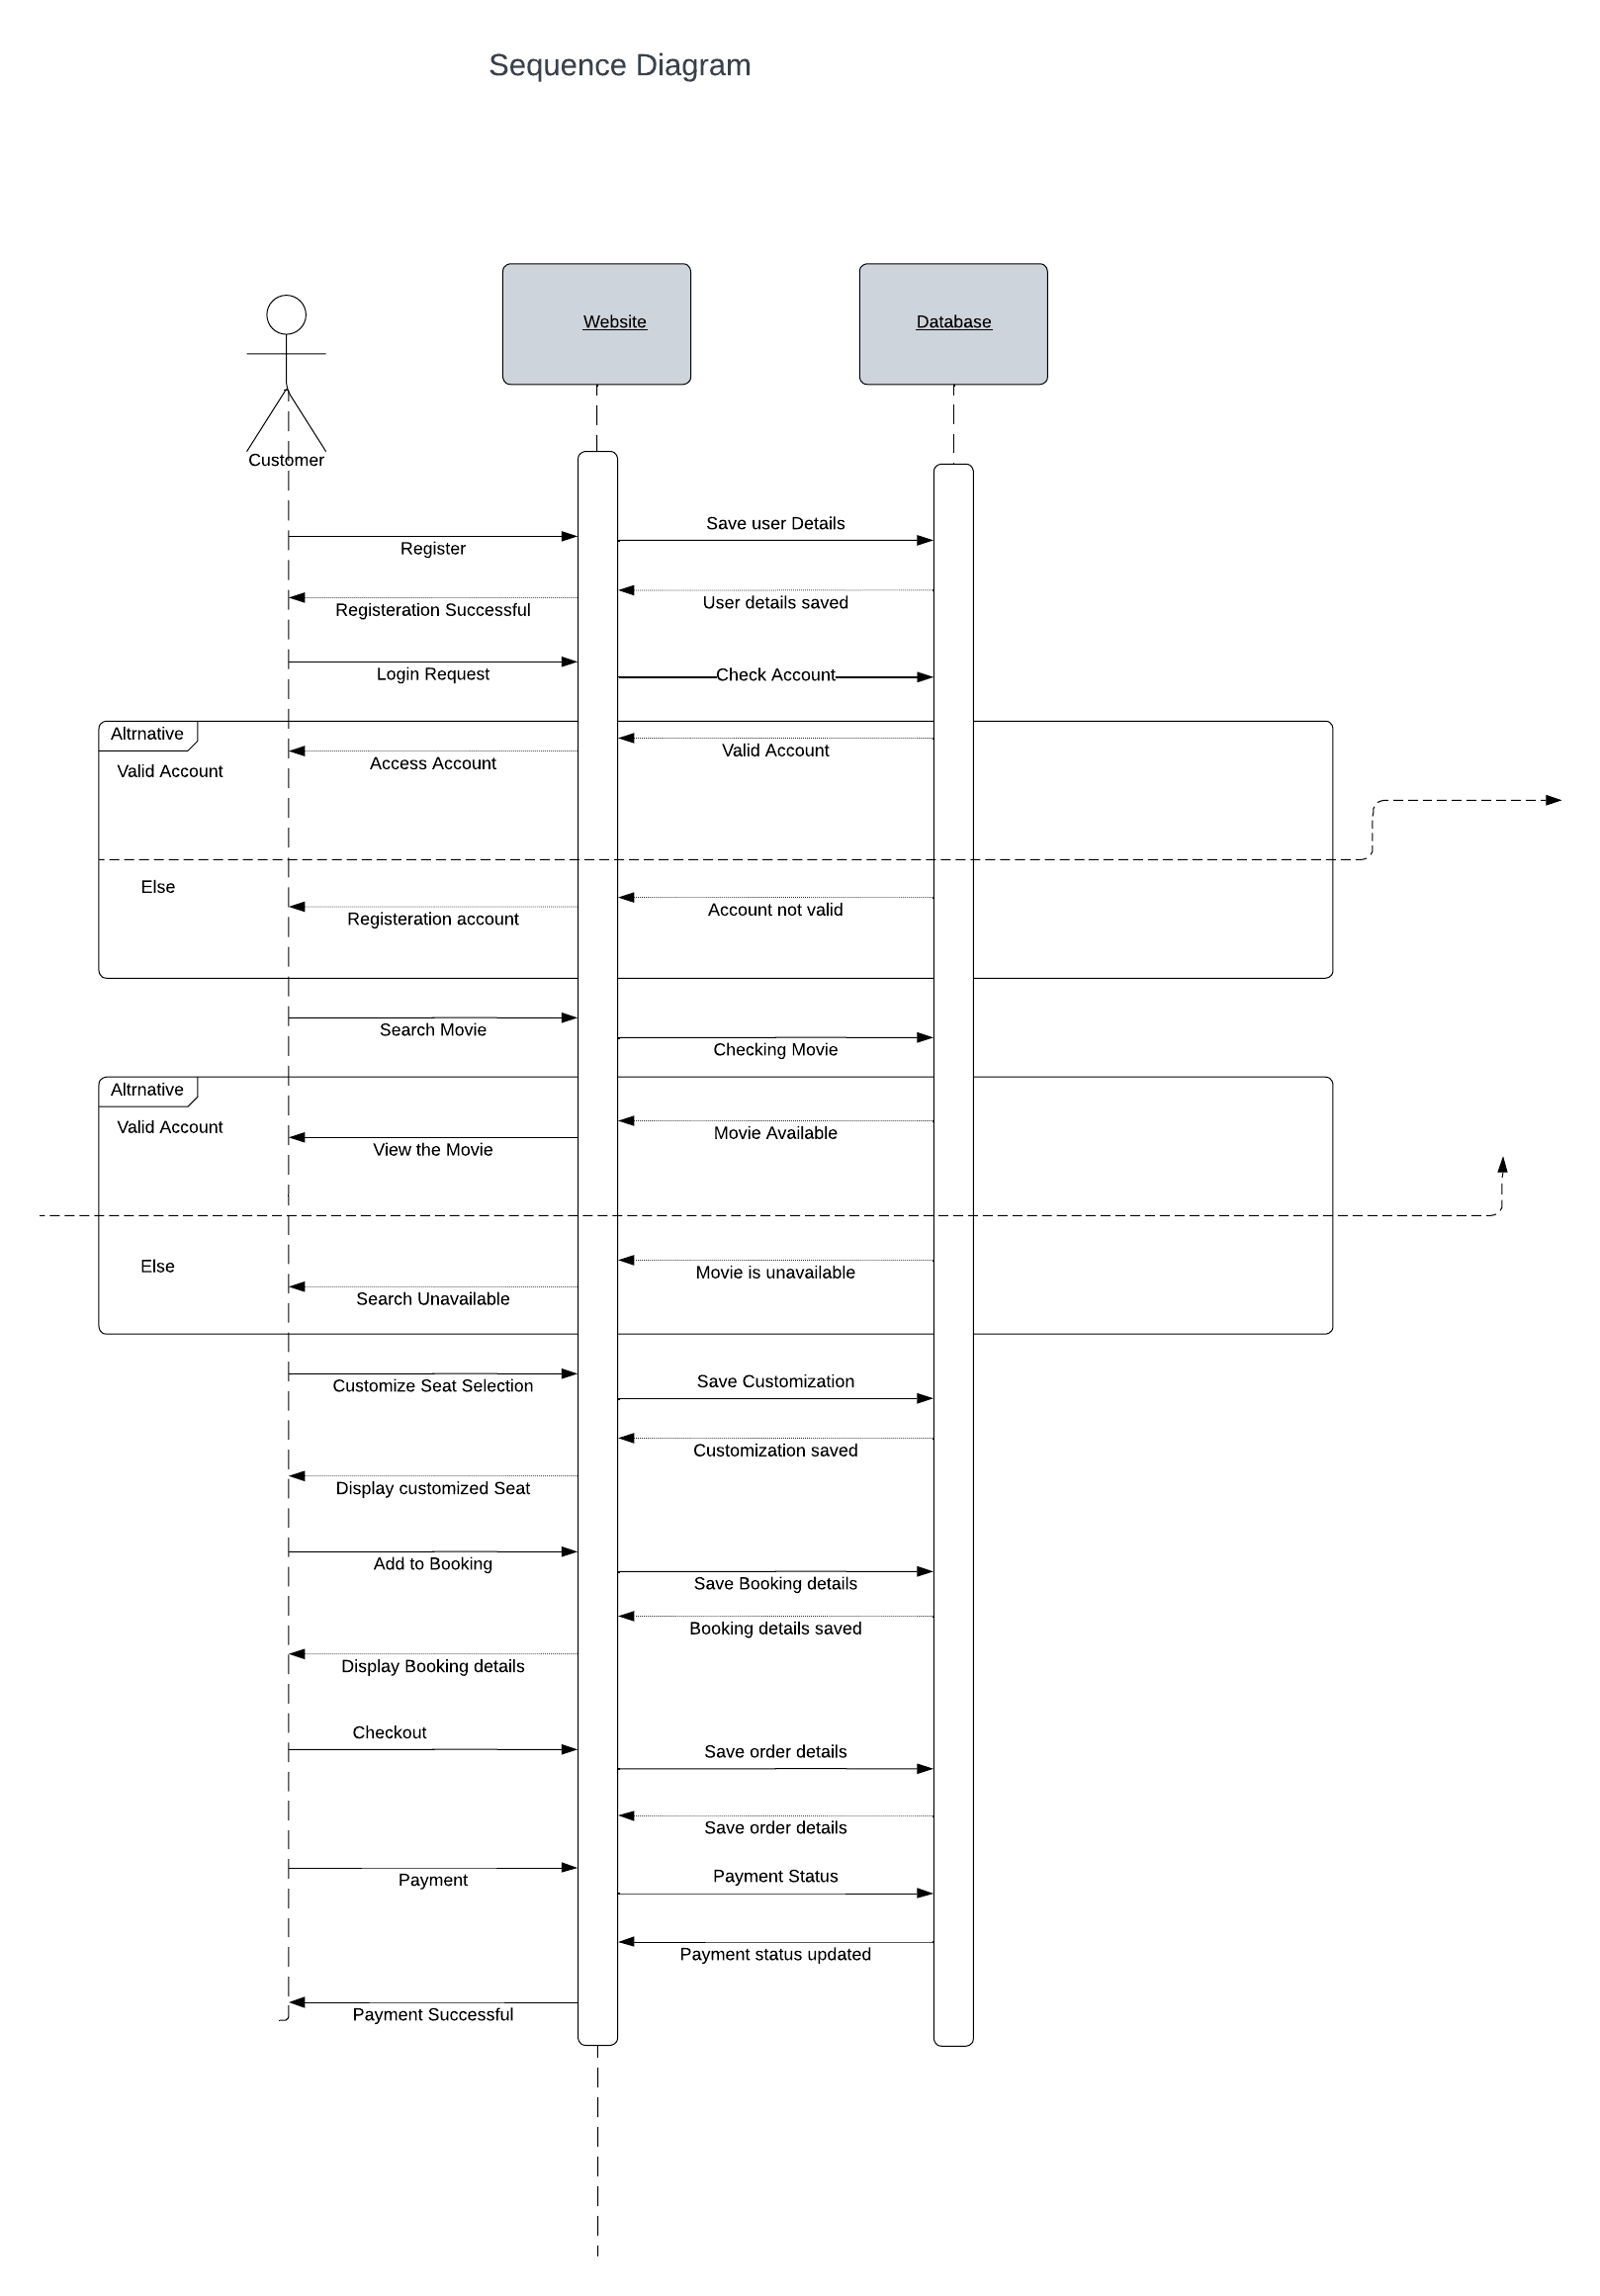 Sequence Diagram
Website
Database
Customer
Save user Details
Register
User details saved
Registeration Successful
Login Request
Check Account
Altrnative
Valid Account
Access Account
Valid Account
Else
Account not valid
Registeration account
Search Movie
Checking Movie
Altrnative
Valid Account
Movie Available
View the Movie
Else
Movie is unavailable
Search Unavailable
Customize Seat Selection
Save Customization
Customization saved
Display customized Seat
Add to Booking
Save Booking details
Booking details saved
Display Booking details
Checkout
Save order details
Save order details
Payment
Payment Status
Payment status updated
Payment Successful